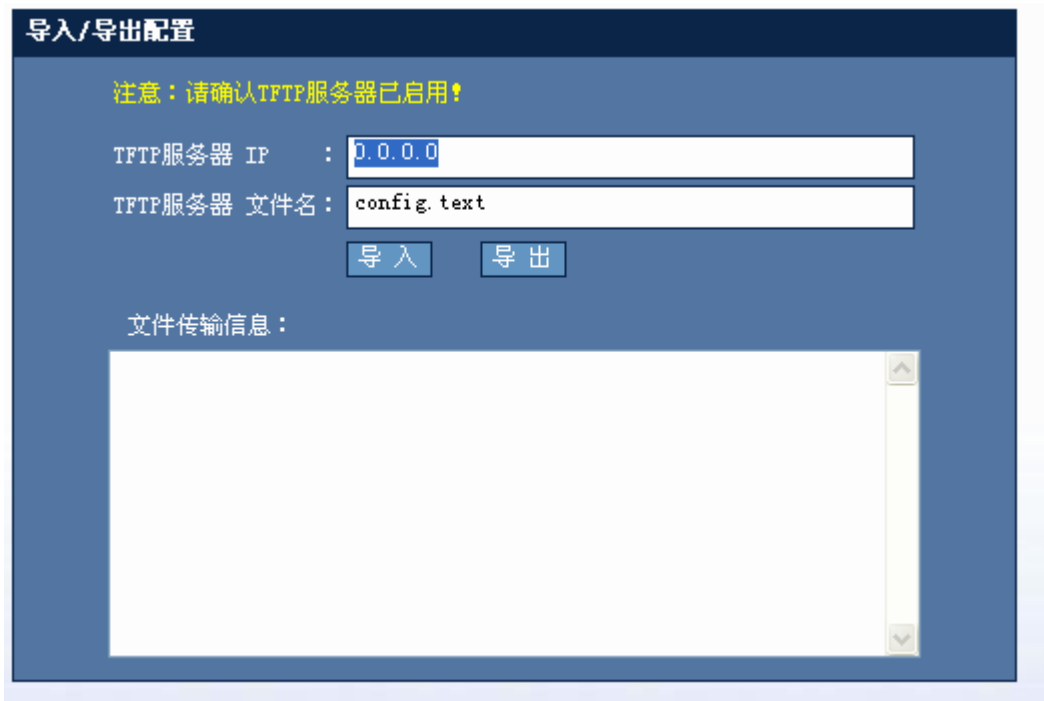 导入/导出配置
注意：请确认TFTP服务器已启用！
TFTP服务器 IP ： 0.0.0.0
TFTP服务器 文件名： config.text
导 入 导 出
文件传输信息：